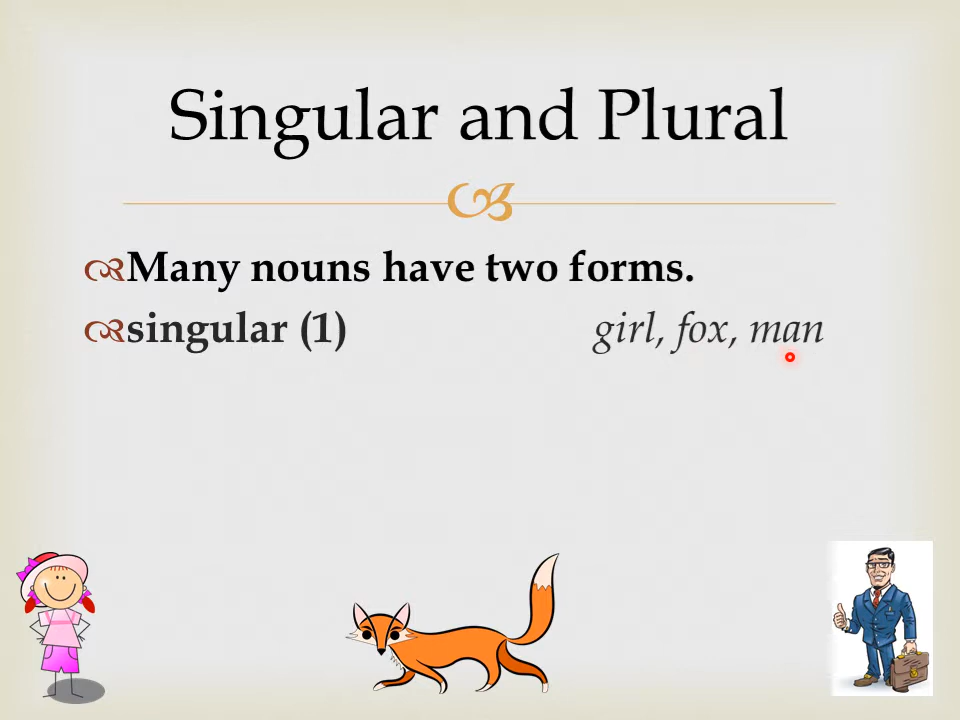 Singular and Plural
Many nouns have two forms.
singular (1) girl, fox, man